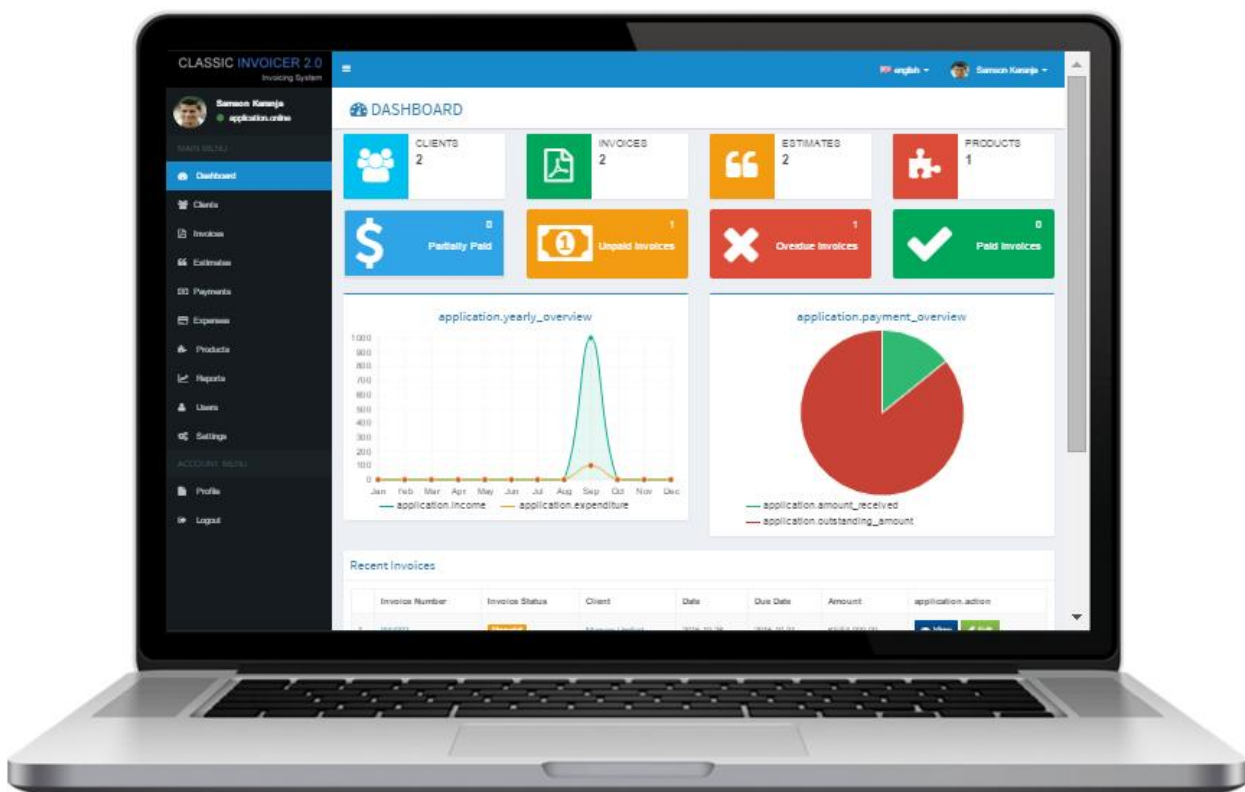 CLASSIC INVOICER 2.0
Invoicing System
english
Samson Karanja
Samson Karanja
application.online
DASHBOARD
MAIN MENU
Dashboard
Clients
Invoices
Estimates
Payments
Expenses
Products
Reports
Users
Settings
ACCOUNT MENU
Profile
Logout
CLIENTS
2
INVOICES
2
ESTIMATES
2
PRODUCTS
1
0
Partially Paid
1
Unpaid Invoices
1
Overdue Invoices
0
Paid Invoices
application.yearly_overview
1000
900
800
700
600
500
400
300
200
100
0
Jan Feb Mar Apr May Jun Jul Aug Sep Oct Nov Dec
application.income application.expenditure
application.payment_overview
application.amount_received
application.outstanding_amount
Recent Invoices
Invoice Number Invoice Status Client Date Due Date Amount application.action
View Edit